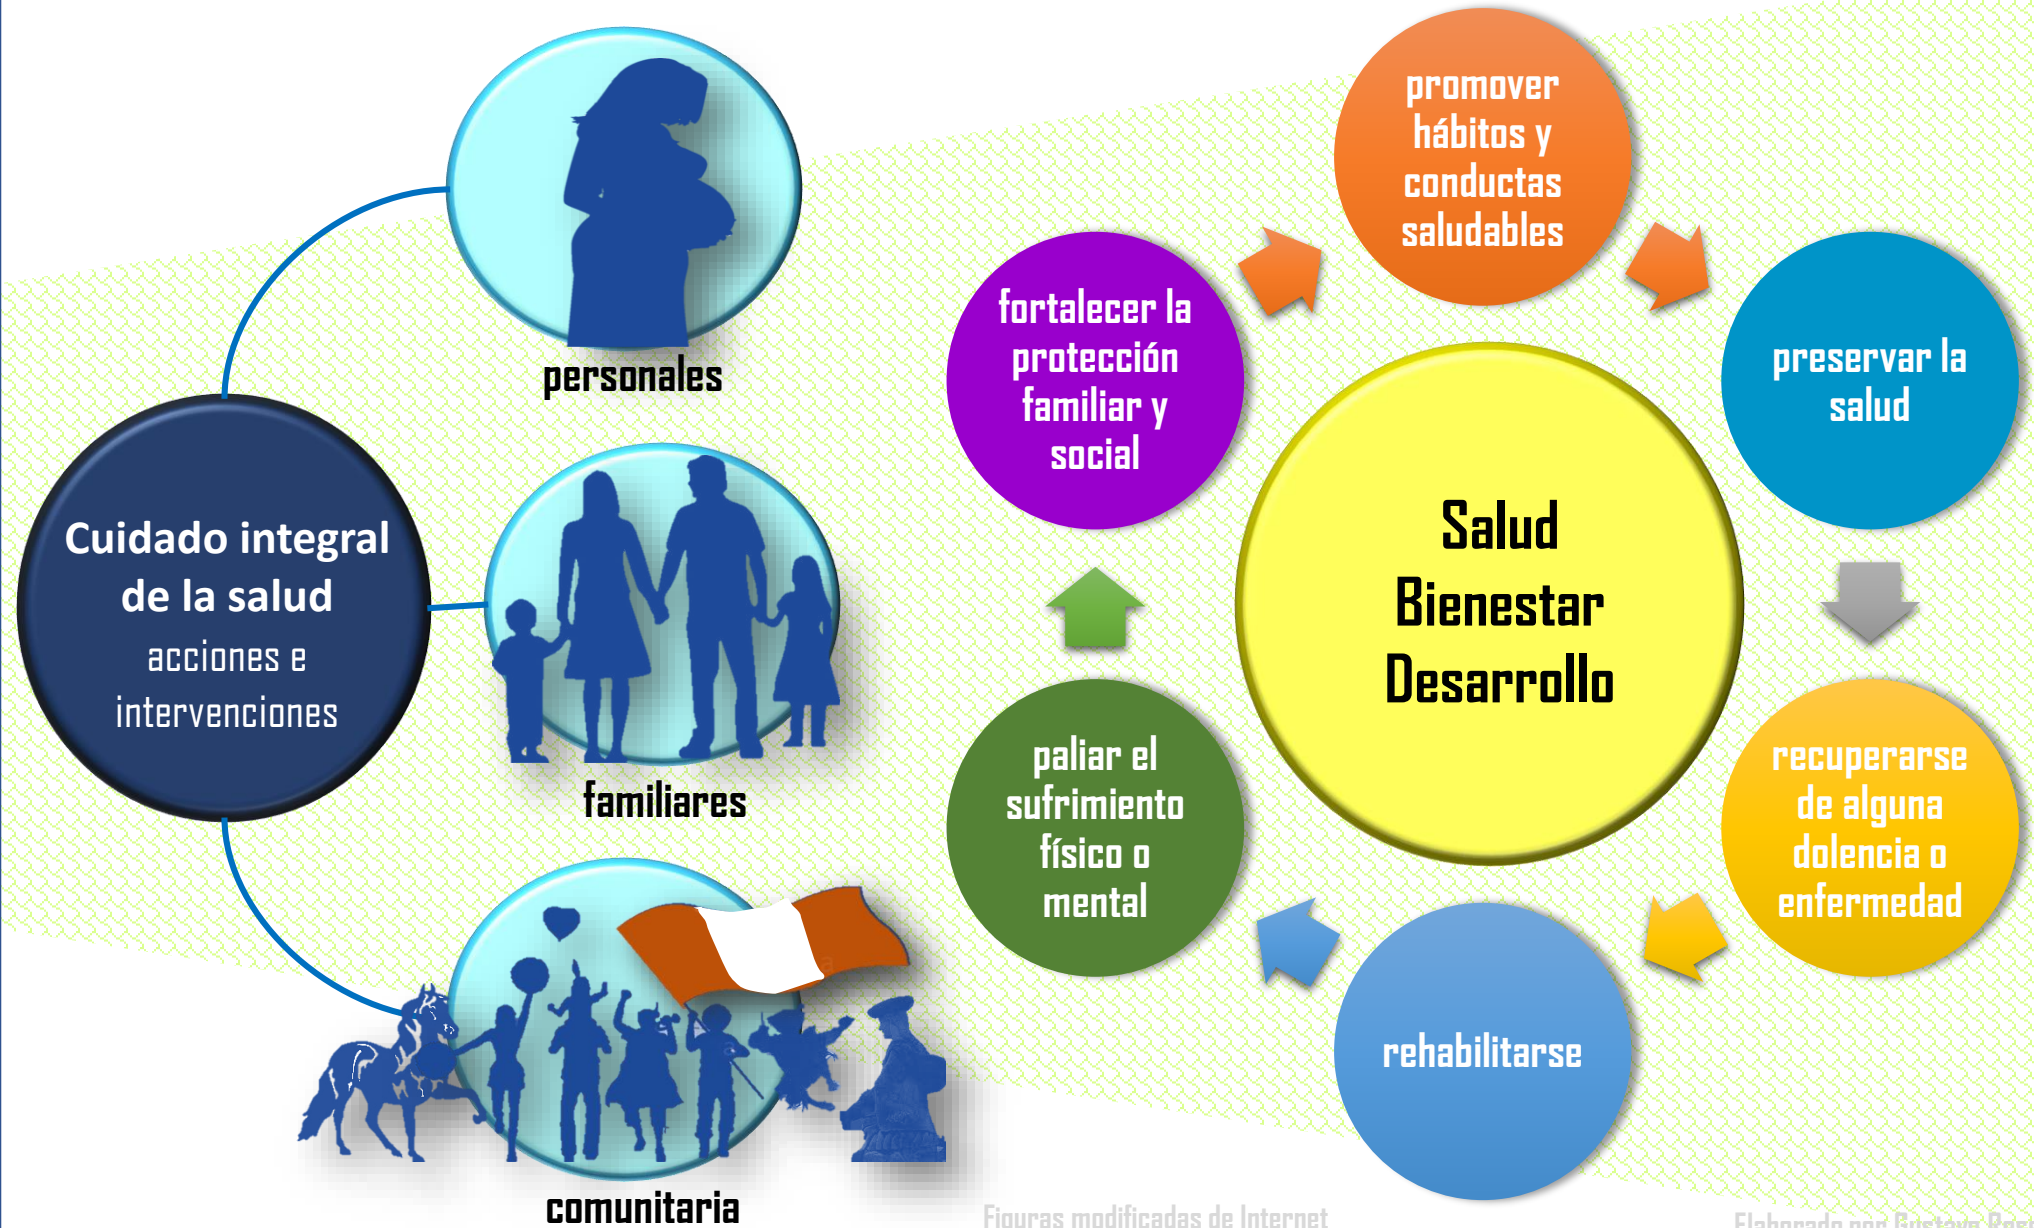 Cuidado integral
de la salud
acciones e
intervenciones
personales
familiares
comunitaria
promover
hábitos y
conductas
saludables
preservar la
salud
recuperarse
de alguna
dolencia o
enfermedad
rehabilitarse
paliar el
sufrimiento
físico o
mental
fortalecer la
protección
familiar y
social
Salud
Bienestar
Desarrollo
Figuras modificadas de Internet
Elaborado por Gustavo